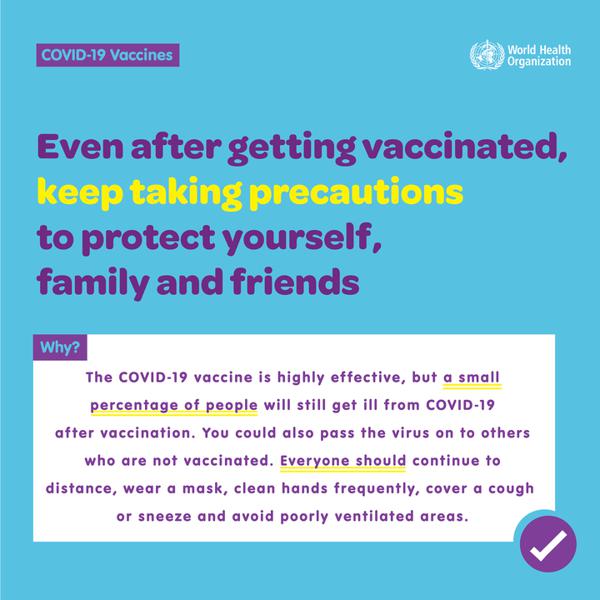 COVID-19 Vaccines
World Health
Organization
Even after getting vaccinated,
keep taking precautions
to protect yourself,
family and friends
Why?
The COVID-19 vaccine is highly effective, but a small
percentage of people will still get ill from COVID-19
after vaccination. You could also pass the virus on to others
who are not vaccinated. Everyone should continue to
distance, wear a mask, clean hands frequently, cover a cough
or sneeze and avoid poorly ventilated areas.